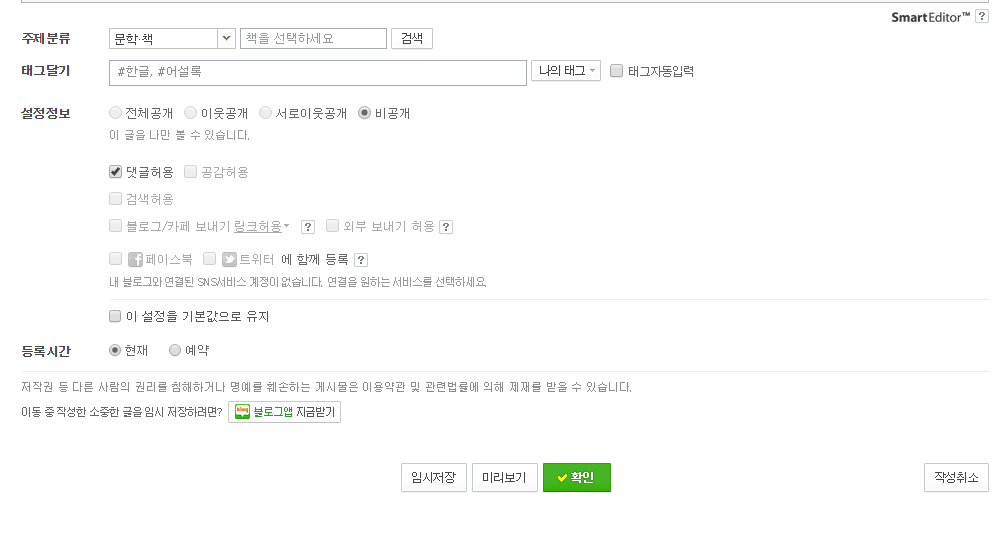 SmartEditor™ ?
주제분류 문학·책 책을 선택하세요 검색
태그달기 #한글, #어설록 나의 태그 태그자동입력
설정정보 전체공개 이웃공개 서로이웃공개 비공개
이 글을 나만 볼 수 있습니다.
댓글허용 공감허용
검색허용
블로그/카페 보내기 링크허용 ? 외부 보내기 허용 ?
페이스북 트위터 에 함께 등록 ?
내 블로그와 연결된 SNS서비스 계정이 없습니다. 연결을 원하는 서비스를 선택하세요.
이 설정을 기본값으로 유지
등록시간 현재 예약
저작권 등 다른 사람의 권리를 침해하거나 명예를 훼손하는 게시물은 이용약관 및 관련법률에 의해 제재를 받을 수 있습니다.
이동 중 작성한 소중한 글을 임시 저장하려면? blog 블로그앱 지금받기
임시저장 미리보기 확인 작성취소